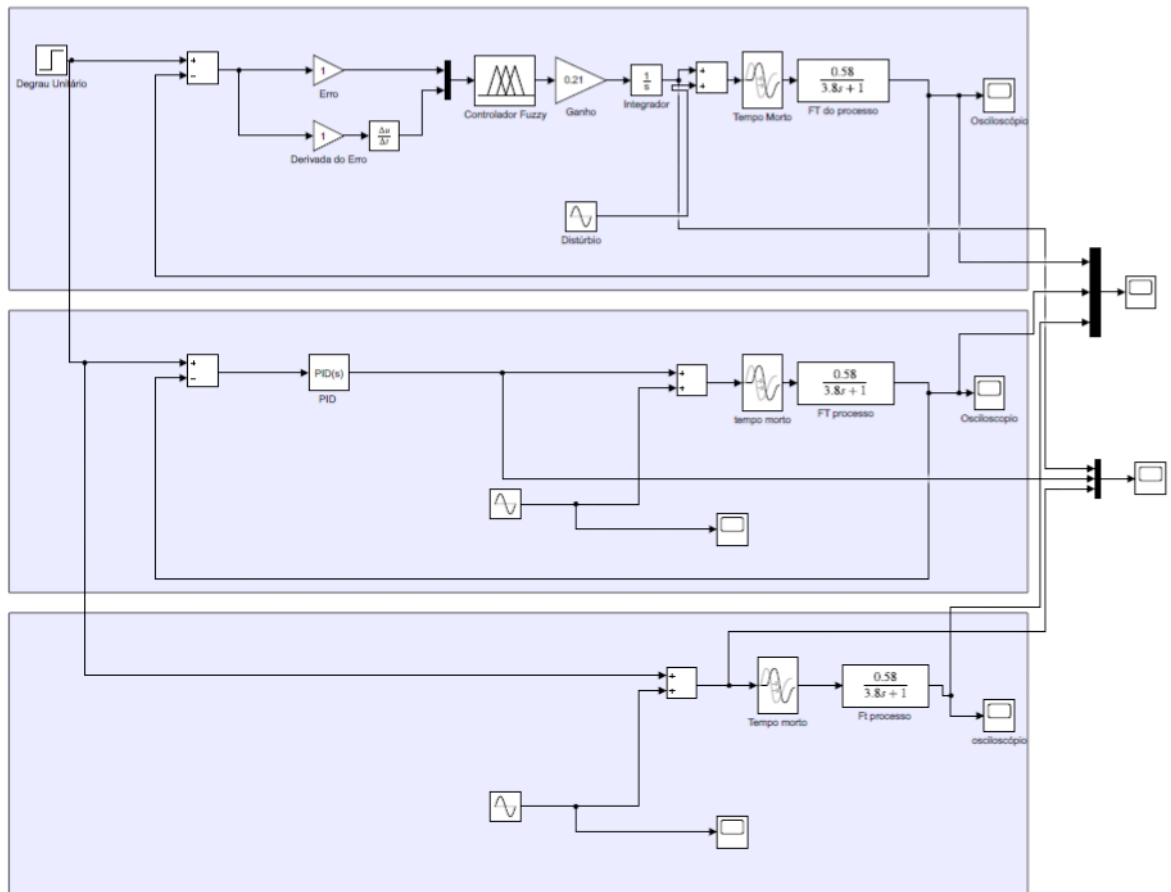 Degrau Unitário
+
−
1
Erro
1
Derivada do Erro
Δu
Δt
Controlador Fuzzy
0.21
Ganho
1
s
Integrador
+
+
Tempo Morto
0.58
3.8s + 1
FT do processo
Osciloscópio
Distúrbio
+
−
PID(s)
PID
+
+
tempo morto
0.58
3.8s + 1
FT processo
Osciloscopio
+
+
Tempo morto
0.58
3.8s + 1
Ft processo
osciloscópio